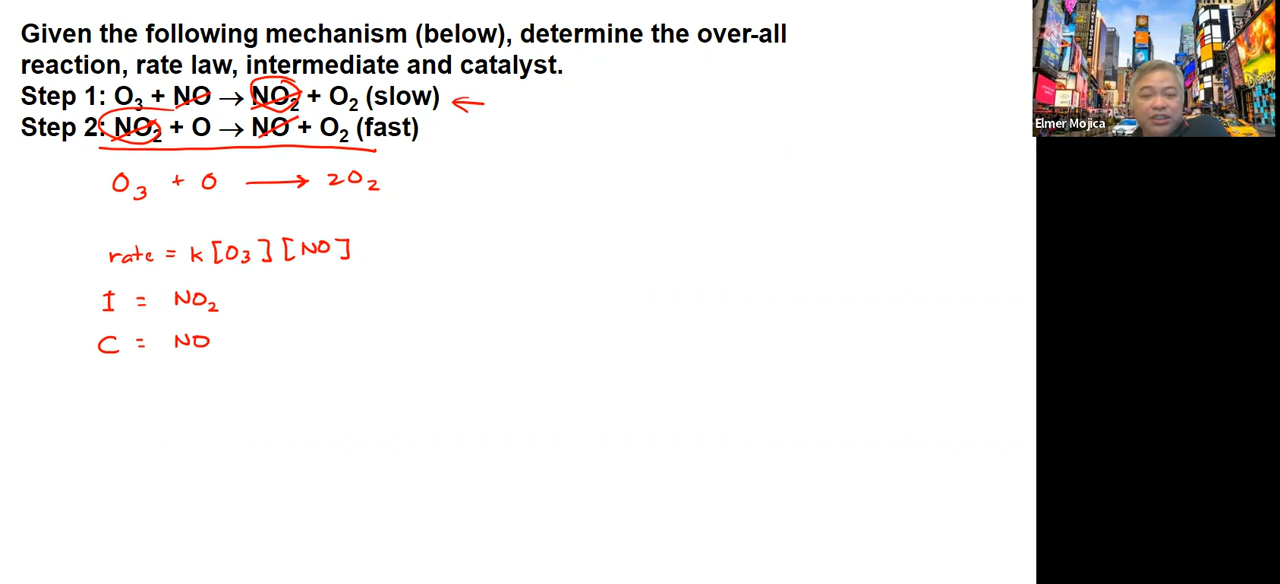 Given the following mechanism (below), determine the over-all
reaction, rate law, intermediate and catalyst.
Step 1: O₃ + NO → NO₂ + O₂ (slow) ←
Step 2: NO₂ + O → NO + O₂ (fast)
O₃ + O → 2O₂
rate = k [O₃] [NO]
I = NO₂
C = NO
Elmer Mojica